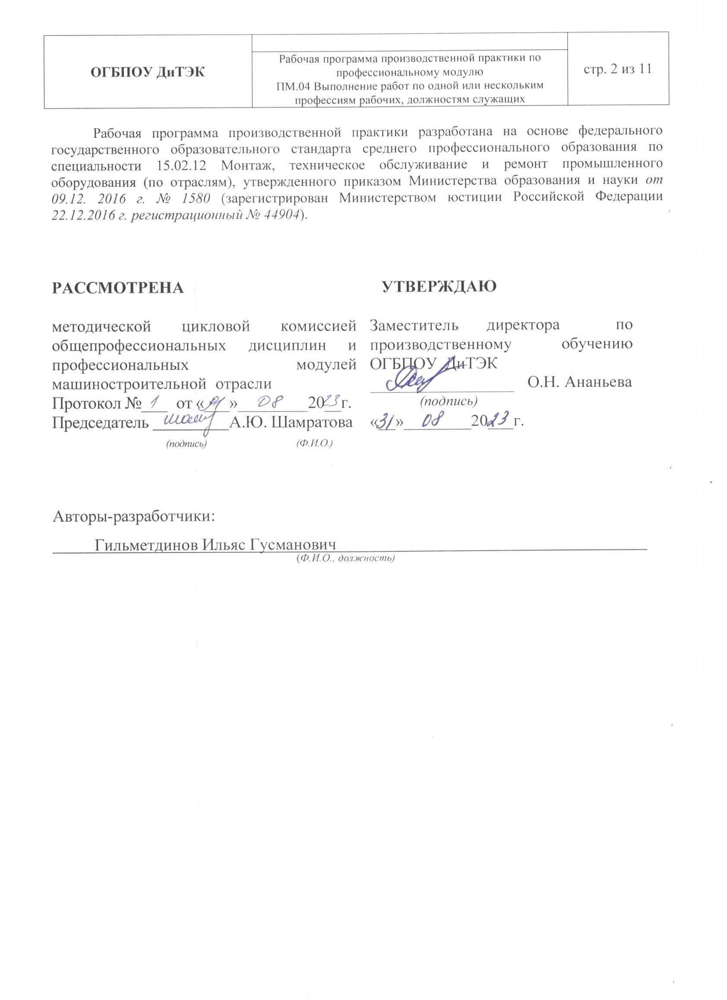 ОГБПОУ ДиТЭК
Рабочая программа производственной практики по
профессиональному модулю
ПМ.04 Выполнение работ по одной или нескольким
профессиям рабочих, должностям служащих
стр. 2 из 11
Рабочая программа производственной практики разработана на основе федерального
государственного образовательного стандарта среднего профессионального образования по
специальности 15.02.12 Монтаж, техническое обслуживание и ремонт промышленного
оборудования (по отраслям), утвержденного приказом Министерства образования и науки от
09.12. 2016 г. № 1580 (зарегистрирован Министерством юстиции Российской Федерации
22.12.2016 г. регистрационный № 44904).
РАССМОТРЕНА
методической цикловой комиссией
общепрофессиональных дисциплин и
профессиональных модулей
машиностроительной отрасли
Протокол № 1 от « » 08 2023 г.
Председатель А.Ю. Шамратова
(подпись) (Ф.И.О.)
УТВЕРЖДАЮ
Заместитель директора по
производственному обучению
ОГБПОУ ДиТЭК
О.Н. Ананьева
(подпись)
«31» 08 2023 г.
Авторы-разработчики:
Гильметдинов Ильяс Гусманович
(Ф.И.О., должность)